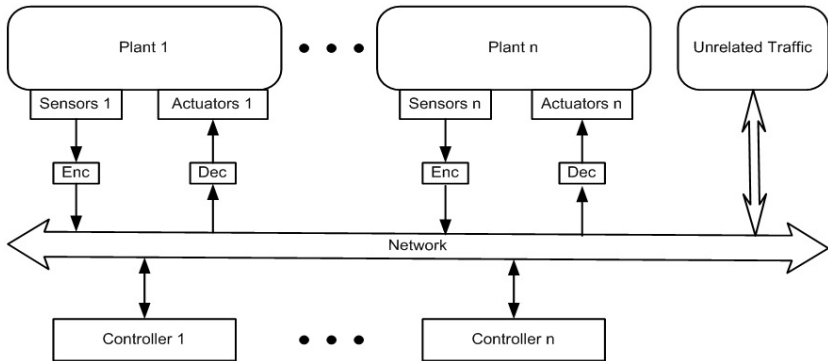 Plant 1
Plant n
Unrelated Traffic
Sensors 1
Actuators 1
Sensors n
Actuators n
Enc
Dec
Enc
Dec
Network
Controller 1
Controller n